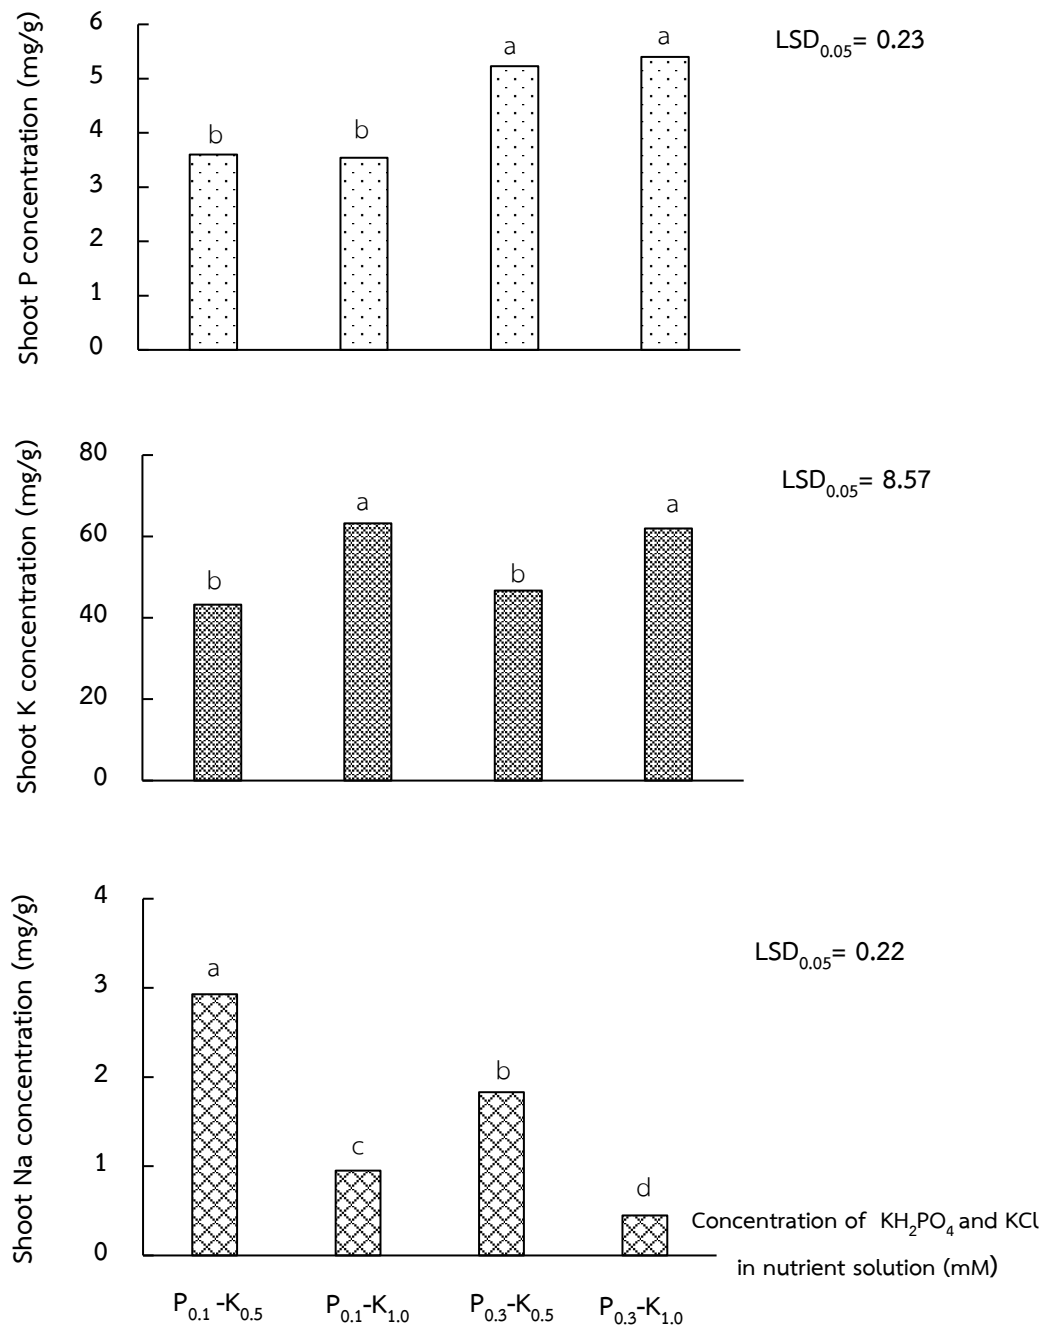 Shoot P concentration (mg/g)
6
5
4
3
2
1
0
b
b
a
a
LSD0.05= 0.23
Shoot K concentration (mg/g)
80
60
40
20
0
b
a
b
a
LSD0.05= 8.57
Shoot Na concentration (mg/g)
4
3
2
1
0
a
c
b
d
LSD0.05= 0.22
Concentration of KH2PO4 and KCl
in nutrient solution (mM)
P0.1-K0.5
P0.1-K1.0
P0.3-K0.5
P0.3-K1.0